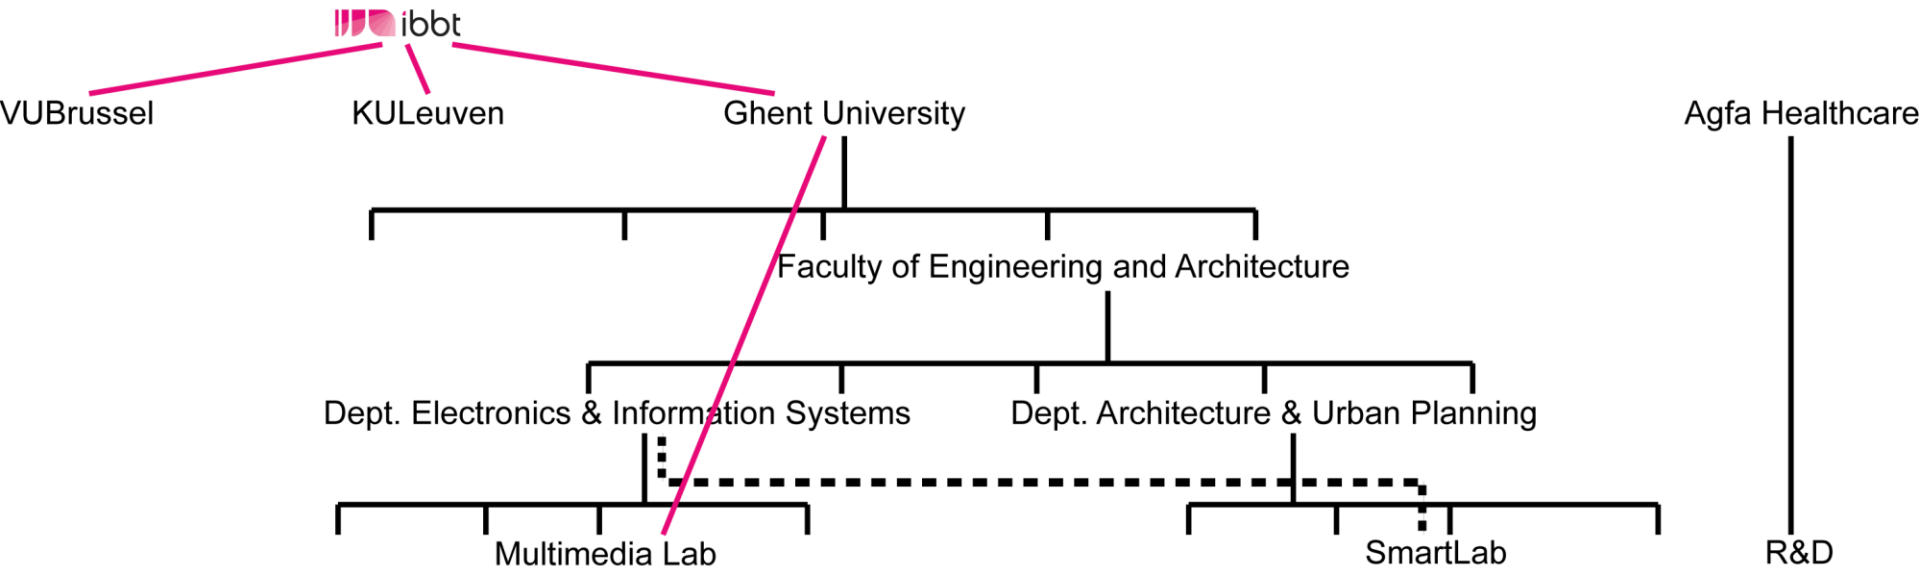 ibbt
VUBrussel KULeuven Ghent University Agfa Healthcare
Faculty of Engineering and Architecture
Dept. Electronics & Information Systems Dept. Architecture & Urban Planning
Multimedia Lab SmartLab R&D